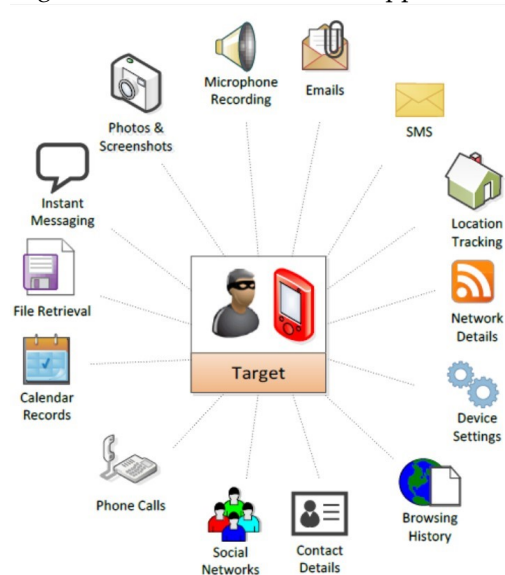 Microphone
Recording
Emails
SMS
Photos &
Screenshots
Instant
Messaging
Location
Tracking
File Retrieval
Network
Details
Target
Calendar
Records
Device
Settings
Phone Calls
Browsing
History
Social
Networks
Contact
Details